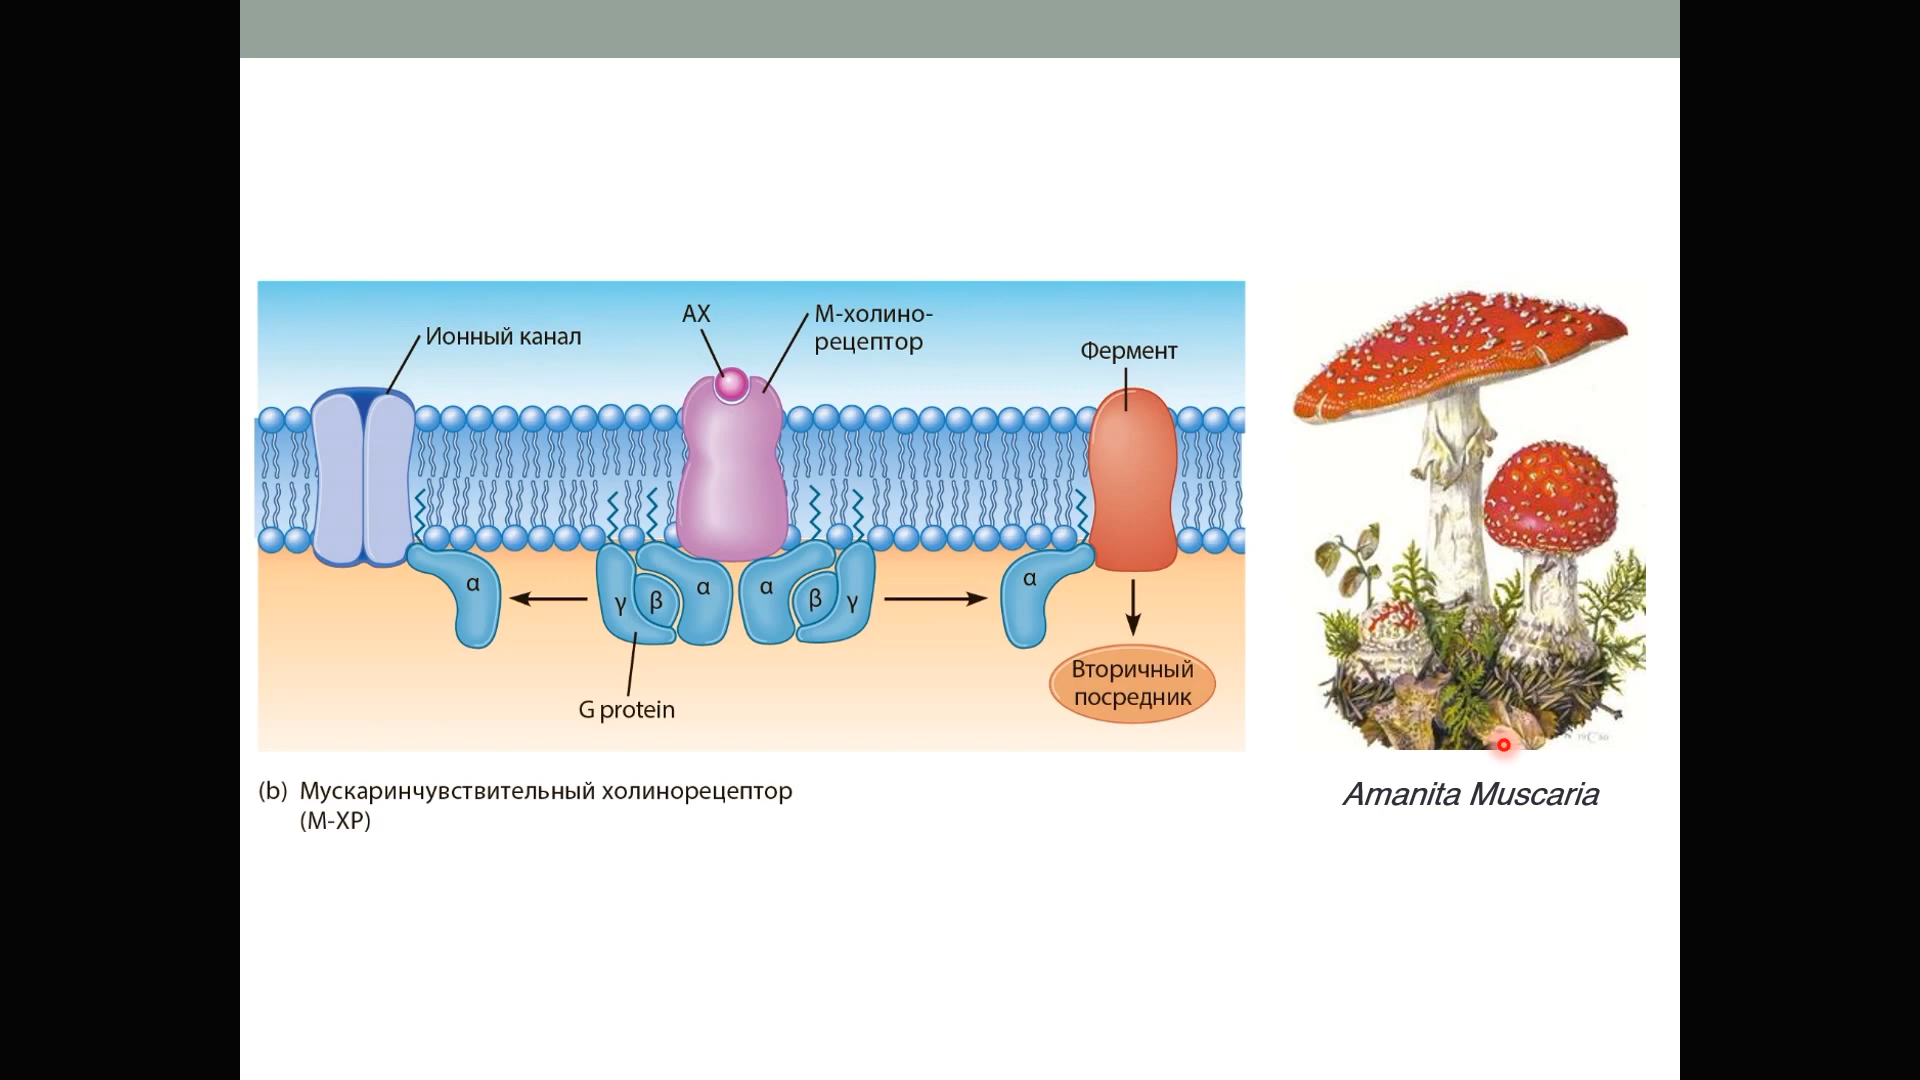 Ионный канал
АХ
М-холино-
рецептор
Фермент
α
γ
β
α
α
β
γ
α
G protein
Вторичный
посредник
(b) Мускаринчувствительный холинорецептор
(М-ХР)
Amanita Muscaria